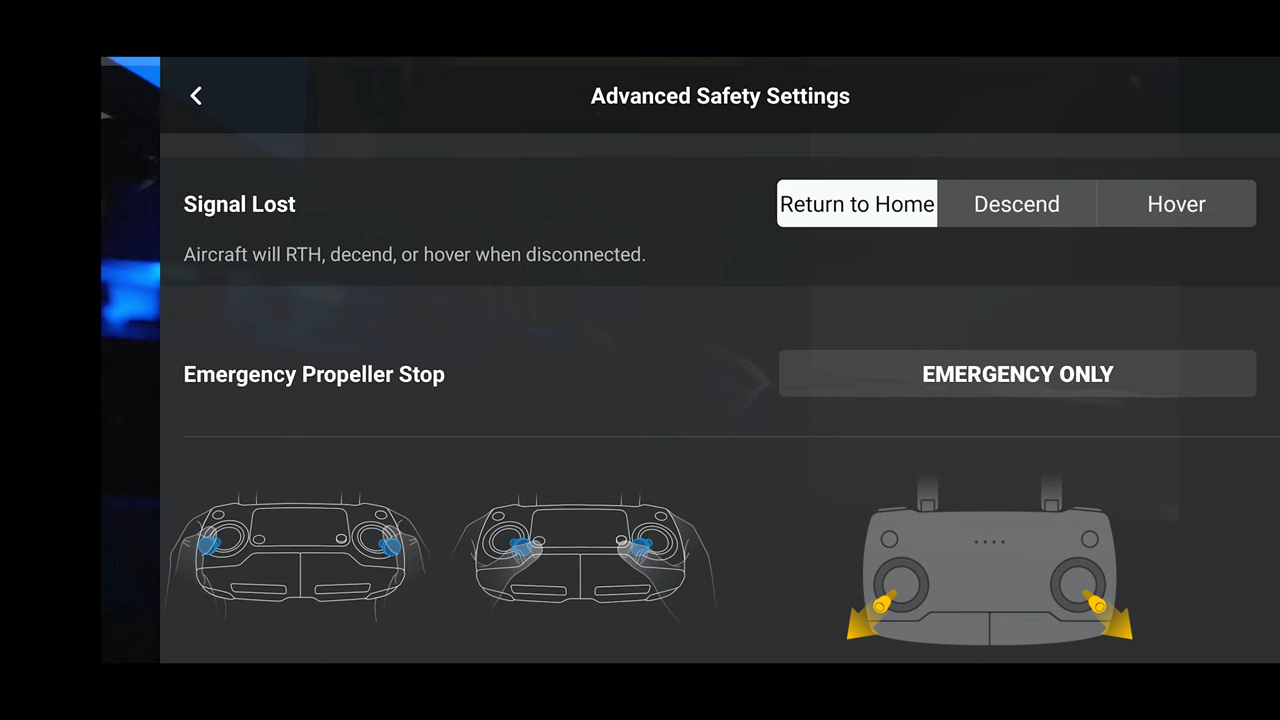 Advanced Safety Settings
Signal Lost
Return to Home
Descend
Hover
Aircraft will RTH, decend, or hover when disconnected.
Emergency Propeller Stop
EMERGENCY ONLY